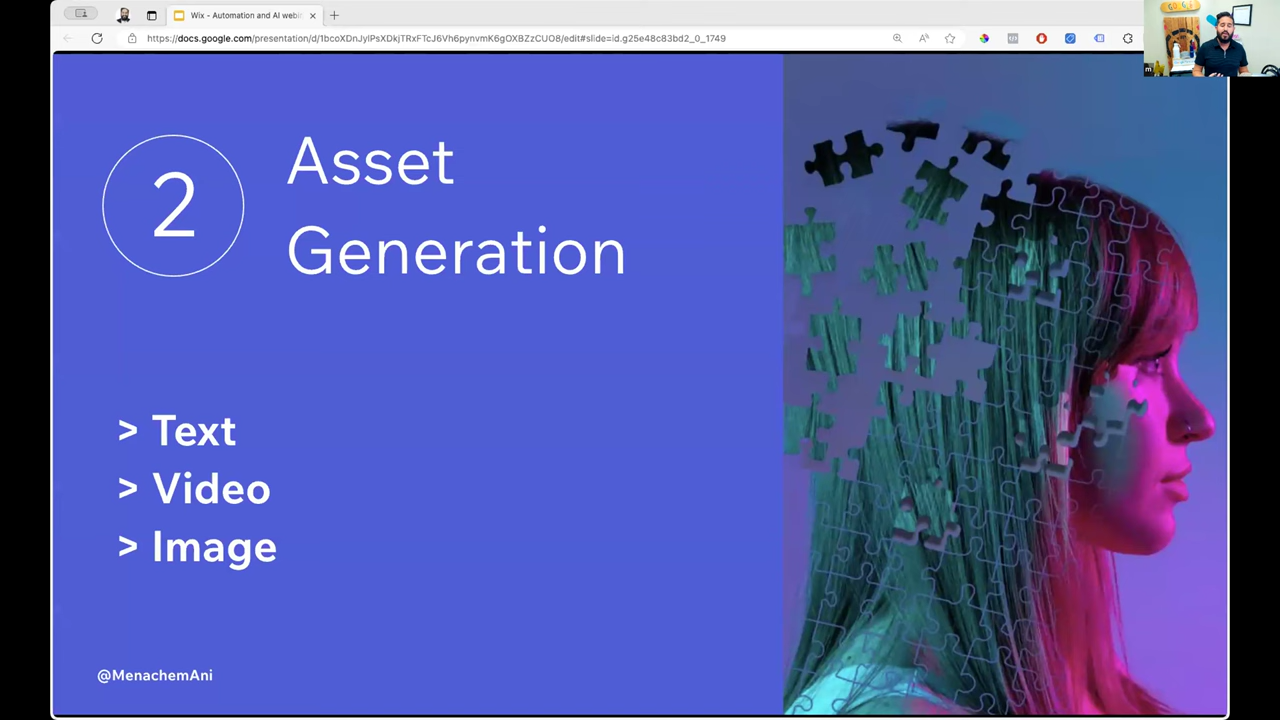 Wix - Automation and AI webi
https://docs.google.com/presentation/d/1bcoXDnJylPsXDkjTRxFTcJ6Vh6pynvmK6gOXBZzCUO8/edit#slide=id.g25e48c83bd2_0_1749
2
Asset
Generation
> Text
> Video
> Image
@MenachemAni
m